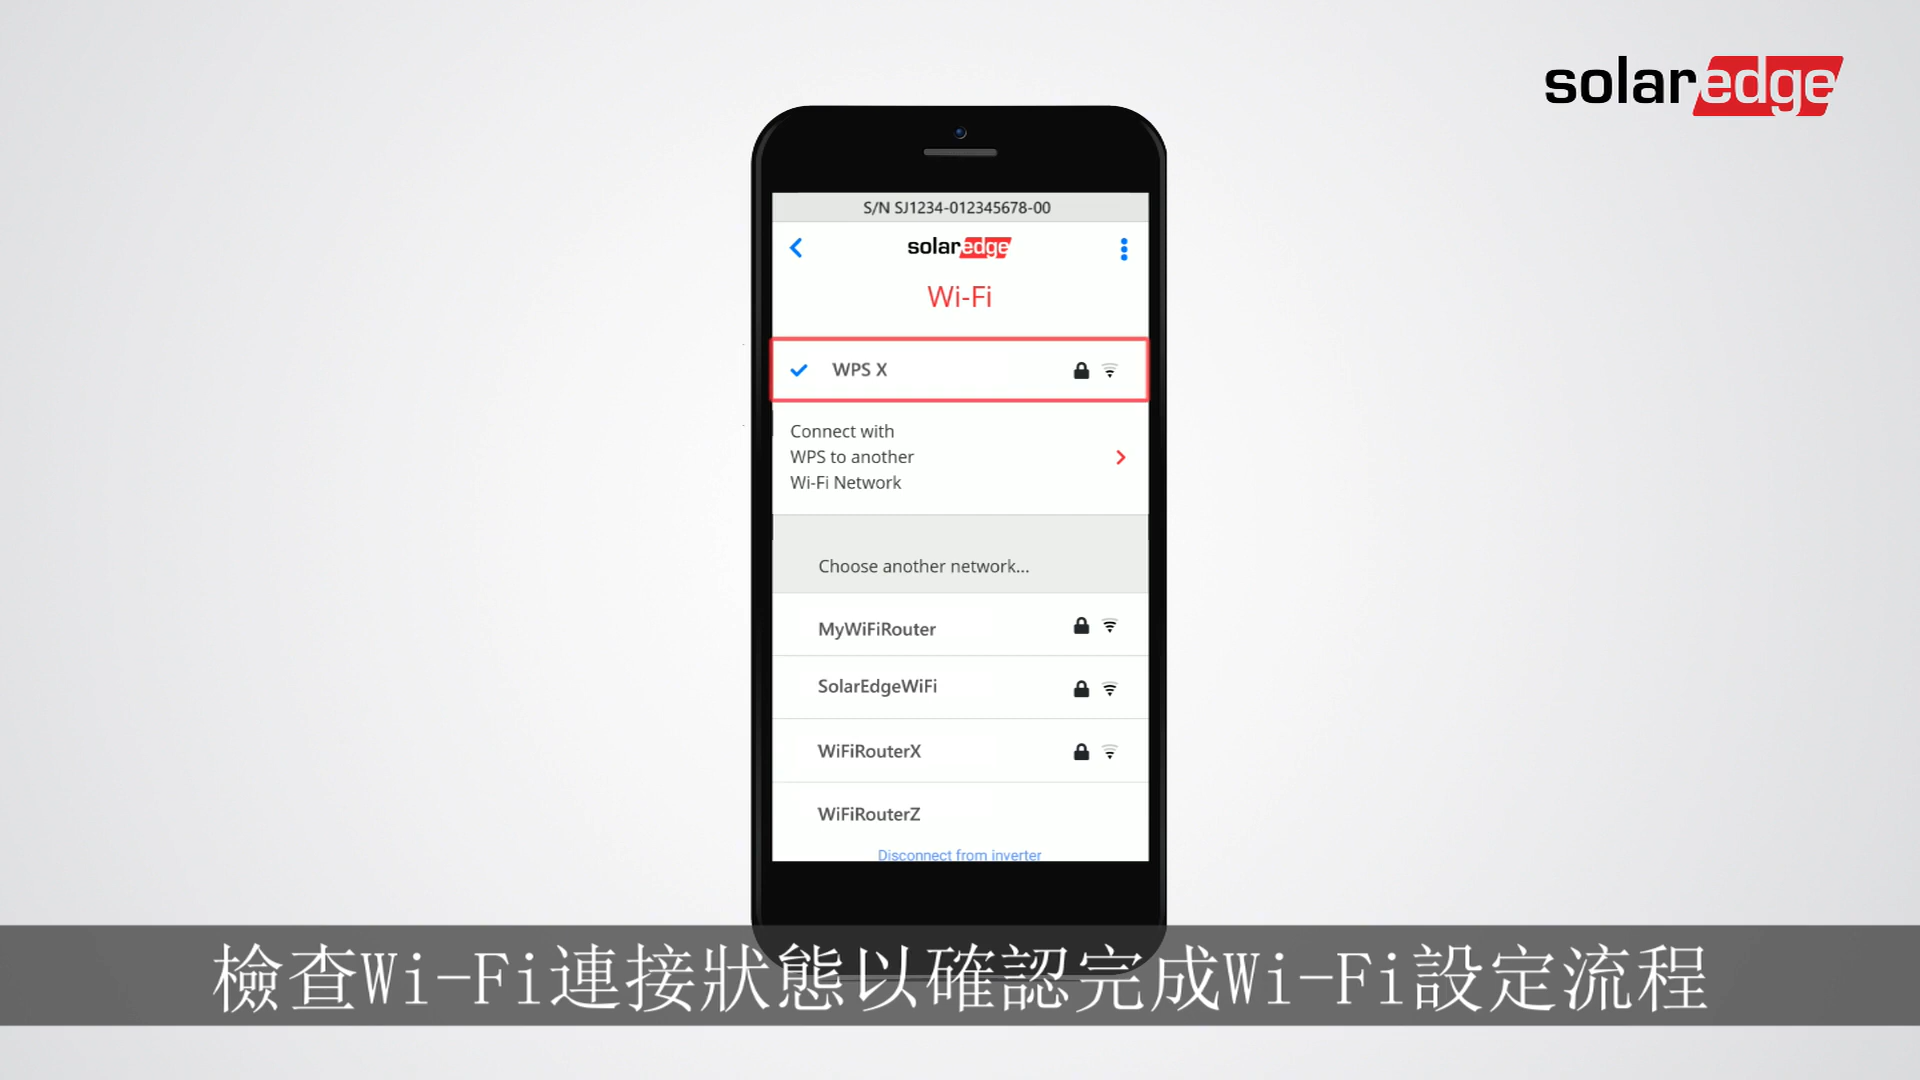 solaredge
S/N SJ1234-012345678-00
solaredge
Wi-Fi
WPS X
Connect with
WPS to another
Wi-Fi Network
Choose another network...
MyWiFiRouter
SolarEdgeWiFi
WiFiRouterX
WiFiRouterZ
Disconnect from inverter
檢查Wi-Fi連接狀態以確認完成Wi-Fi設定流程